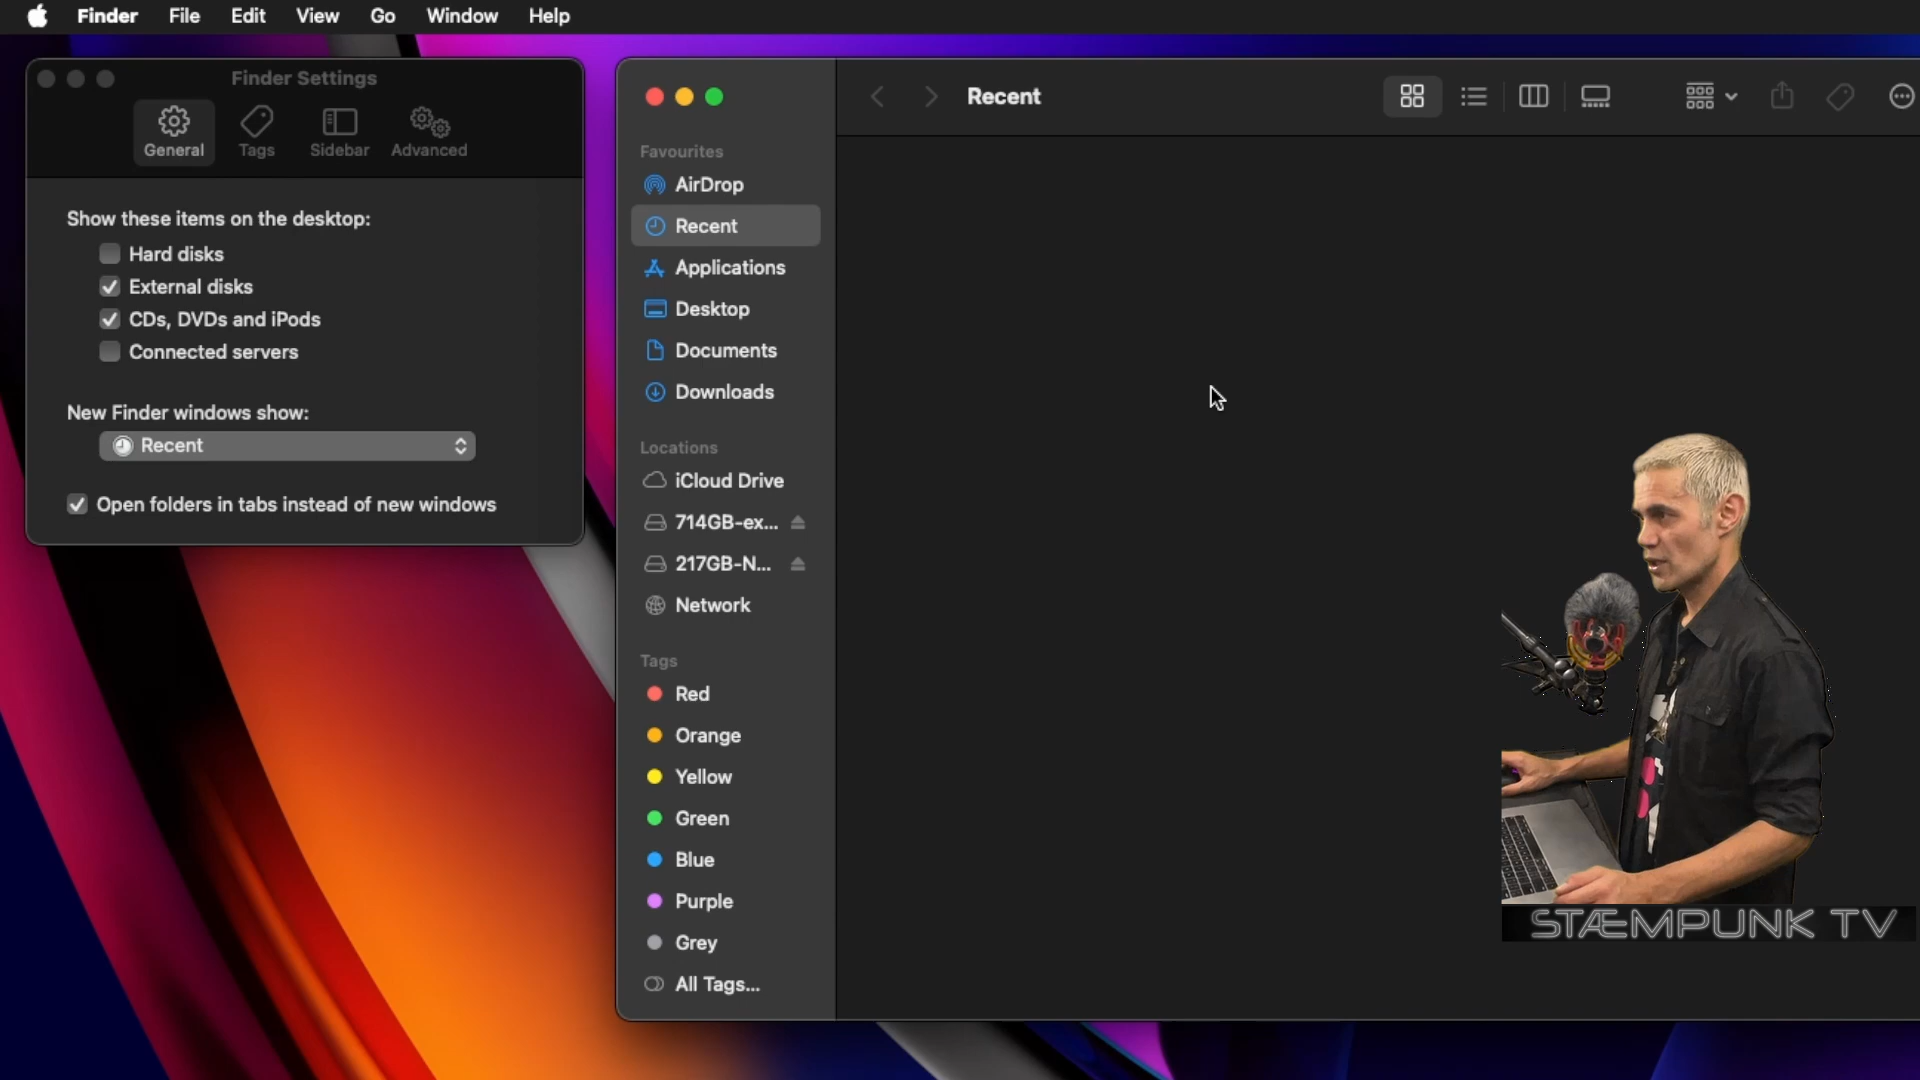 Finder File Edit View Go Window Help
Finder Settings
General Tags Sidebar Advanced
Show these items on the desktop:
Hard disks
External disks
CDs, DVDs and iPods
Connected servers
New Finder windows show:
Recent
Open folders in tabs instead of new windows
Recent
Favourites
AirDrop
Recent
Applications
Desktop
Documents
Downloads
Locations
iCloud Drive
714GB-ex...
217GB-N...
Network
Tags
Red
Orange
Yellow
Green
Blue
Purple
Grey
All Tags...
STÆMPUNK TV